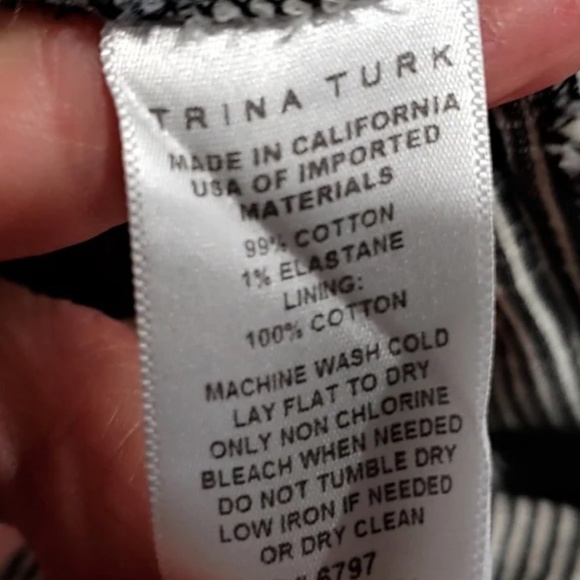 TRINA TURK
MADE IN CALIFORNIA
USA OF IMPORTED
MATERIALS
99% COTTON
1% ELASTANE
LINING:
100% COTTON
MACHINE WASH COLD
LAY FLAT TO DRY
ONLY NON CHLORINE
BLEACH WHEN NEEDED
DO NOT TUMBLE DRY
LOW IRON IF NEEDED
OR DRY CLEAN
6797